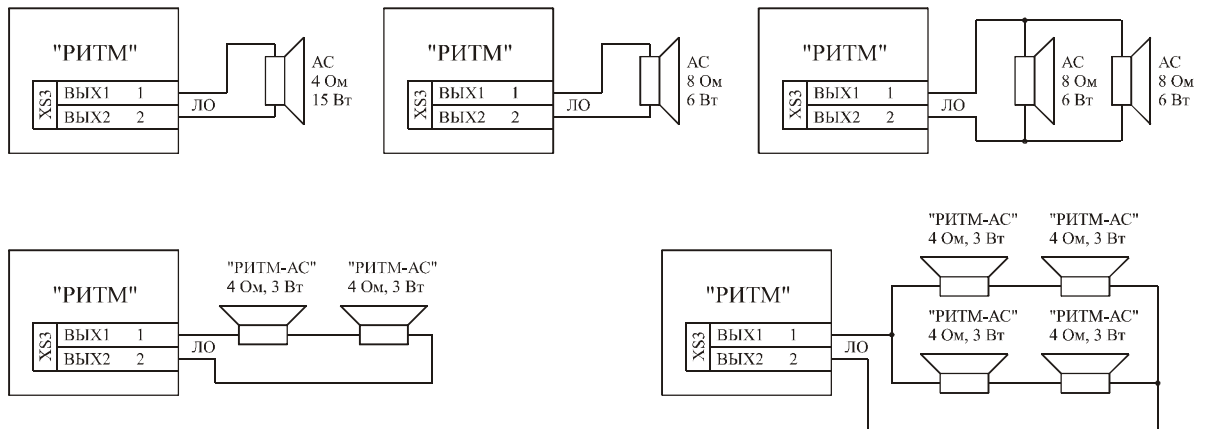 "РИТМ"
XS3
ВЫХ1 1
ВЫХ2 2
ЛО
АС
4 Ом
15 Вт
"РИТМ"
XS3
ВЫХ1 1
ВЫХ2 2
ЛО
АС
8 Ом
6 Вт
"РИТМ"
XS3
ВЫХ1 1
ВЫХ2 2
ЛО
АС
8 Ом
6 Вт
АС
8 Ом
6 Вт
"РИТМ"
XS3
ВЫХ1 1
ВЫХ2 2
ЛО
"РИТМ-АС"
4 Ом, 3 Вт
"РИТМ-АС"
4 Ом, 3 Вт
"РИТМ"
XS3
ВЫХ1 1
ВЫХ2 2
ЛО
"РИТМ-АС"
4 Ом, 3 Вт
"РИТМ-АС"
4 Ом, 3 Вт
"РИТМ-АС"
4 Ом, 3 Вт
"РИТМ-АС"
4 Ом, 3 Вт